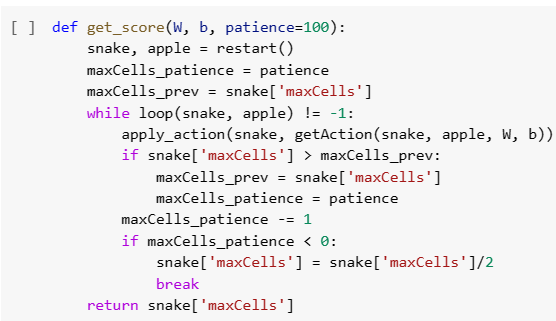 [ ] def get_score(W, b, patience=100):
snake, apple = restart()
maxCells_patience = patience
maxCells_prev = snake['maxCells']
while loop(snake, apple) != -1:
apply_action(snake, getAction(snake, apple, W, b))
if snake['maxCells'] > maxCells_prev:
maxCells_prev = snake['maxCells']
maxCells_patience = patience
maxCells_patience -= 1
if maxCells_patience < 0:
snake['maxCells'] = snake['maxCells']/2
break
return snake['maxCells']